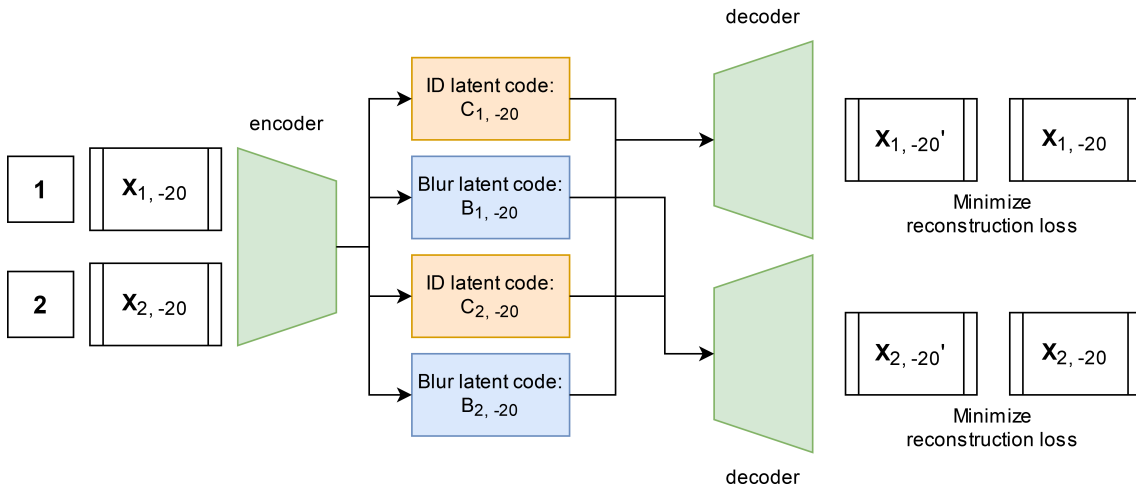 decoder
ID latent code:
C1, -20
encoder
1
X1, -20
Blur latent code:
B1, -20
X1, -20'
X1, -20
Minimize
reconstruction loss
2
X2, -20
ID latent code:
C2, -20
Blur latent code:
B2, -20
X2, -20'
X2, -20
Minimize
reconstruction loss
decoder